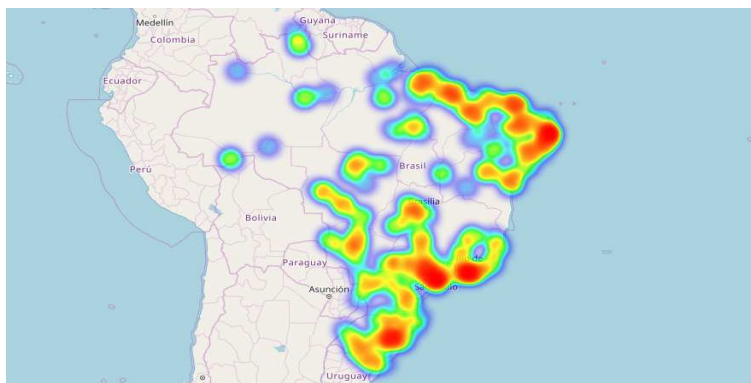 Guyana
Medellín
Suriname
Colombia
Ecuador
Perú
Brasil
Brasília
Bolivia
Paraguay
Asunción
Uruguay